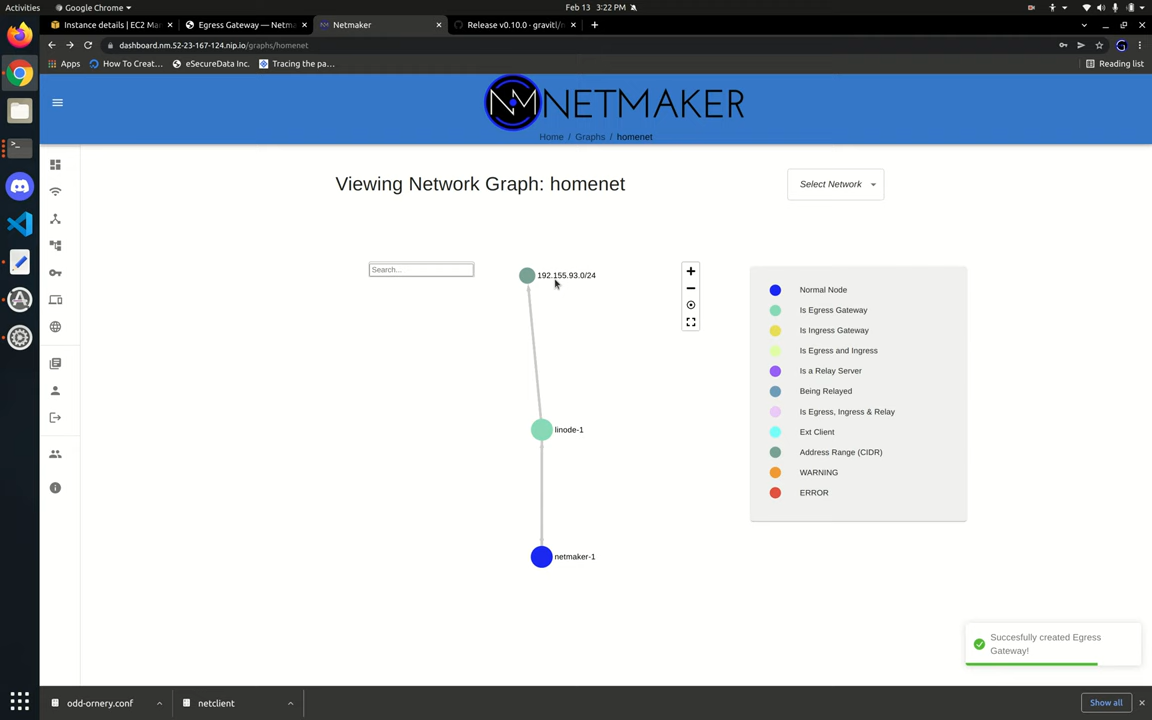 Activities
Google Chrome
Feb 13 3:22 PM
Instance details | EC2 Mar
Egress Gateway — Netma
Netmaker
Release v0.10.0 · gravitl/n
dashboard.nm.52-23-167-124.nip.io/graphs/homenet
Apps
How To Creat...
eSecureData Inc.
Tracing the pa...
Reading list
NETMAKER
Home / Graphs / homenet
Viewing Network Graph: homenet
Select Network
Search...
192.155.93.0/24
linode-1
netmaker-1
Normal Node
Is Egress Gateway
Is Ingress Gateway
Is Egress and Ingress
Is a Relay Server
Being Relayed
Is Egress, Ingress & Relay
Ext Client
Address Range (CIDR)
WARNING
ERROR
Succesfully created Egress
Gateway!
odd-ornery.conf
netclient
Show all